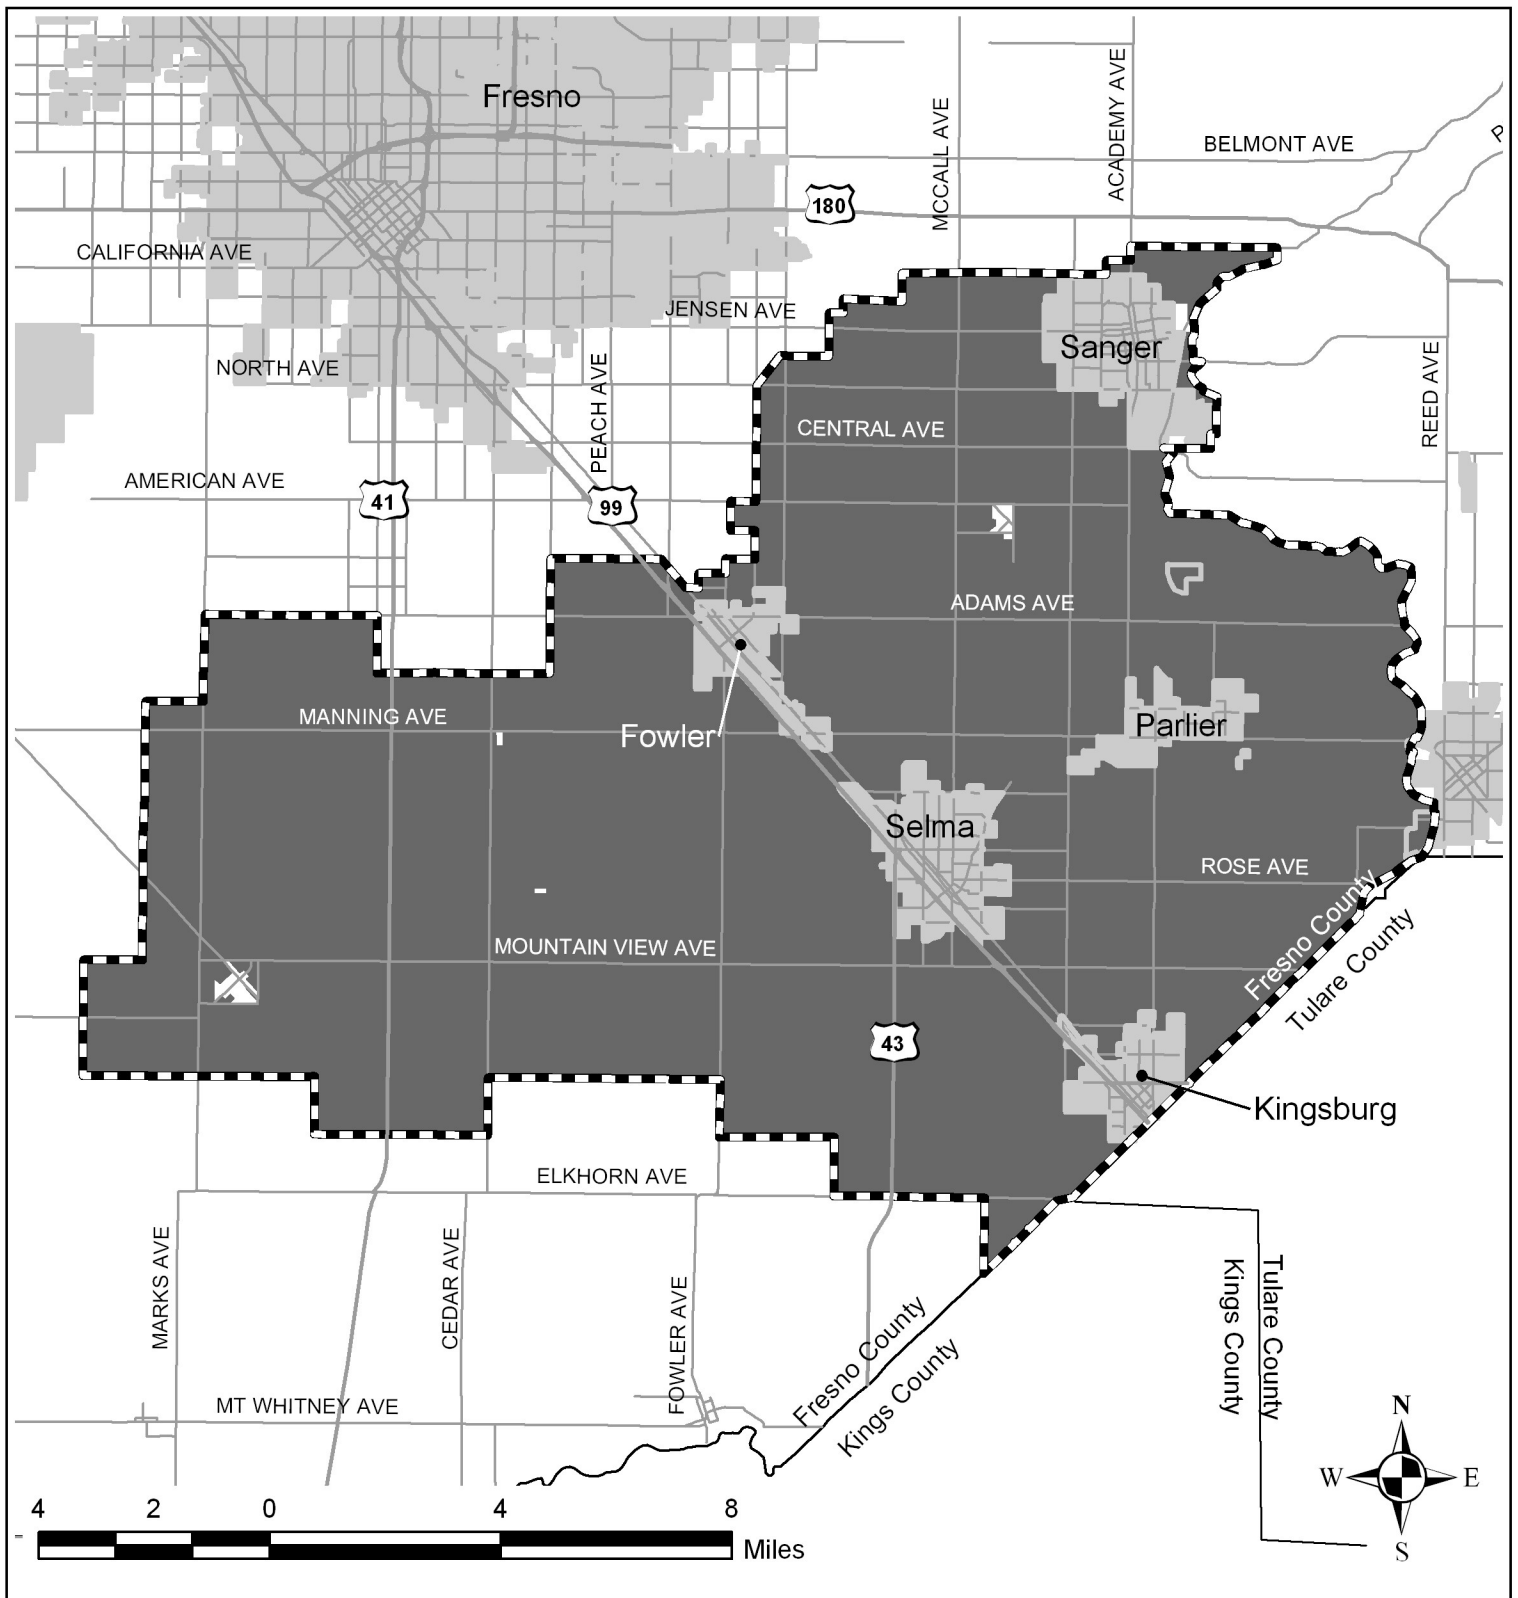 Fresno
MCCALL AVE
ACADEMY AVE
BELMONT AVE
P
180
CALIFORNIA AVE
JENSEN AVE
Sanger
NORTH AVE
PEACH AVE
REED AVE
CENTRAL AVE
AMERICAN AVE
41
99
ADAMS AVE
MANNING AVE
Fowler
Parlier
Selma
ROSE AVE
MOUNTAIN VIEW AVE
Fresno County
Tulare County
43
Kingsburg
ELKHORN AVE
MARKS AVE
CEDAR AVE
FOWLER AVE
Fresno County
Kings County
Tulare County
Kings County
MT WHITNEY AVE
N
W
E
S
4 2 0 4 8
Miles